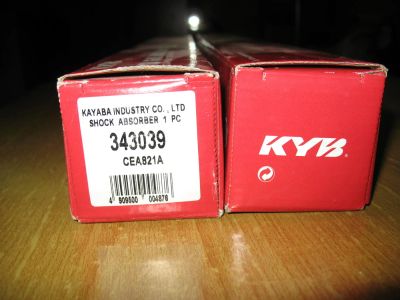 KAYABA INDUSTRY CO., LTD
SHOCK ABSORBER 1 PC
343039
CEA821A
4 909500 004876
KYB